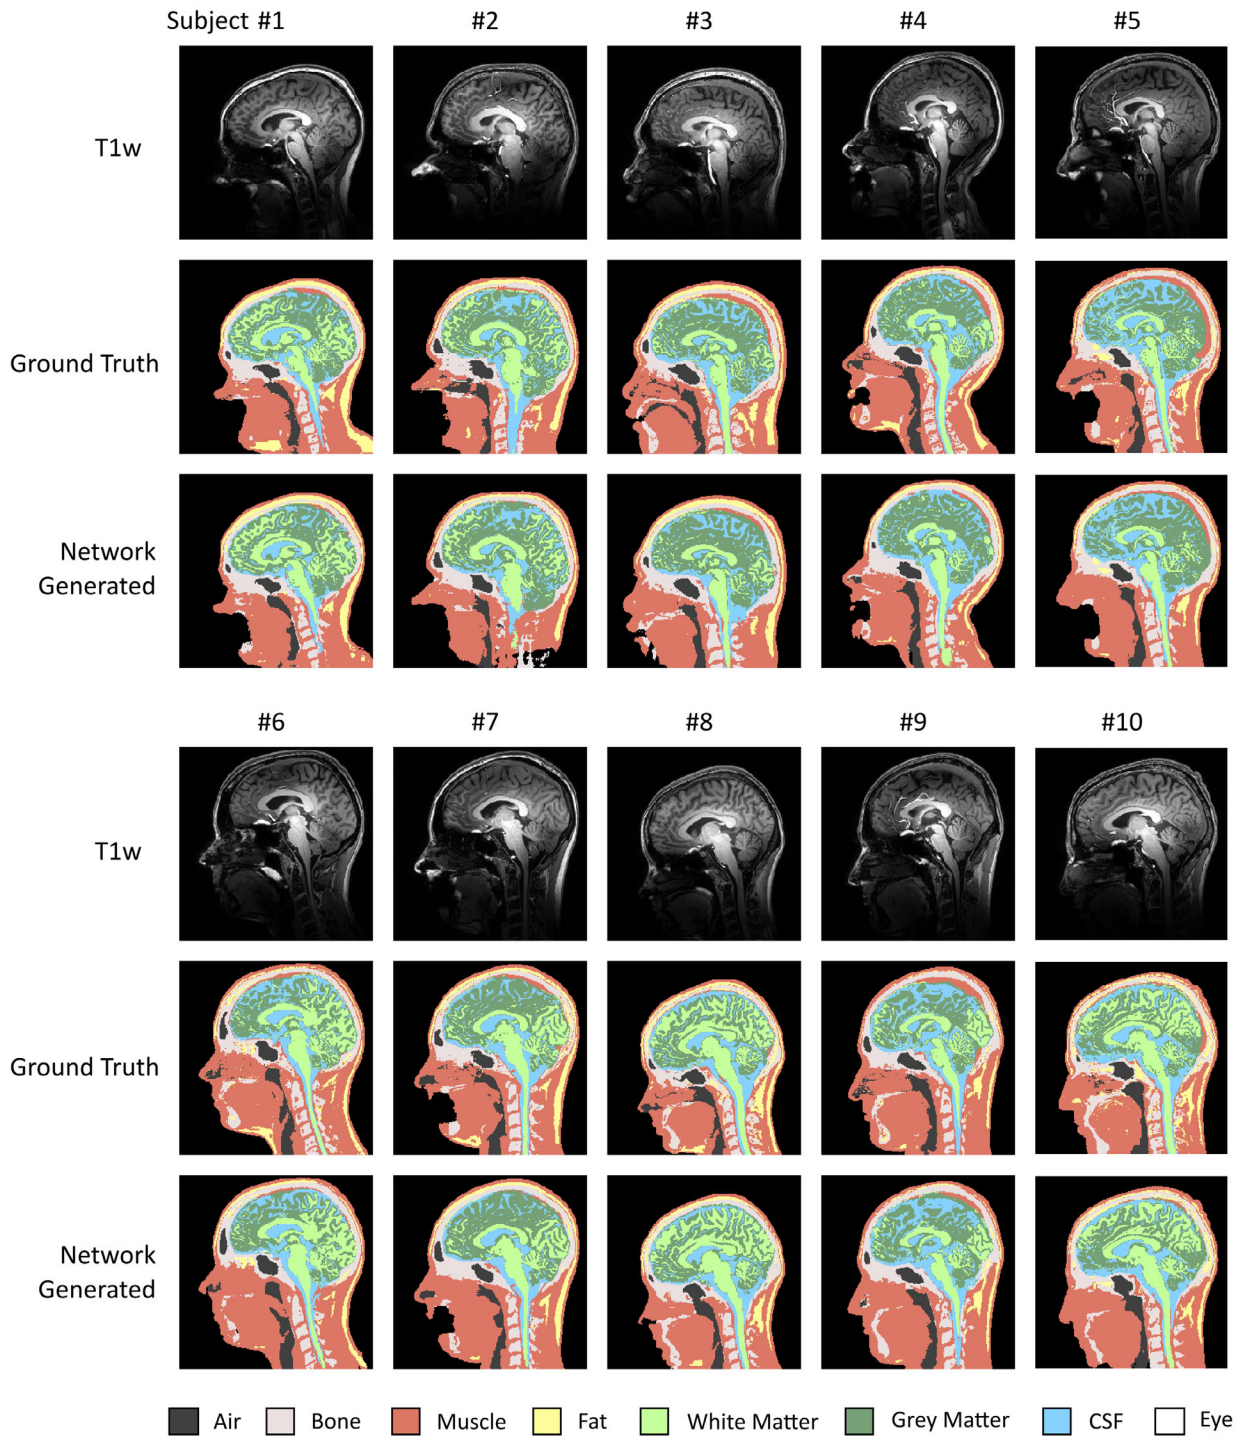 Subject #1 #2 #3 #4 #5
T1w
Ground Truth
Network
Generated
#6 #7 #8 #9 #10
T1w
Ground Truth
Network
Generated
Air Bone Muscle Fat White Matter Grey Matter CSF Eye